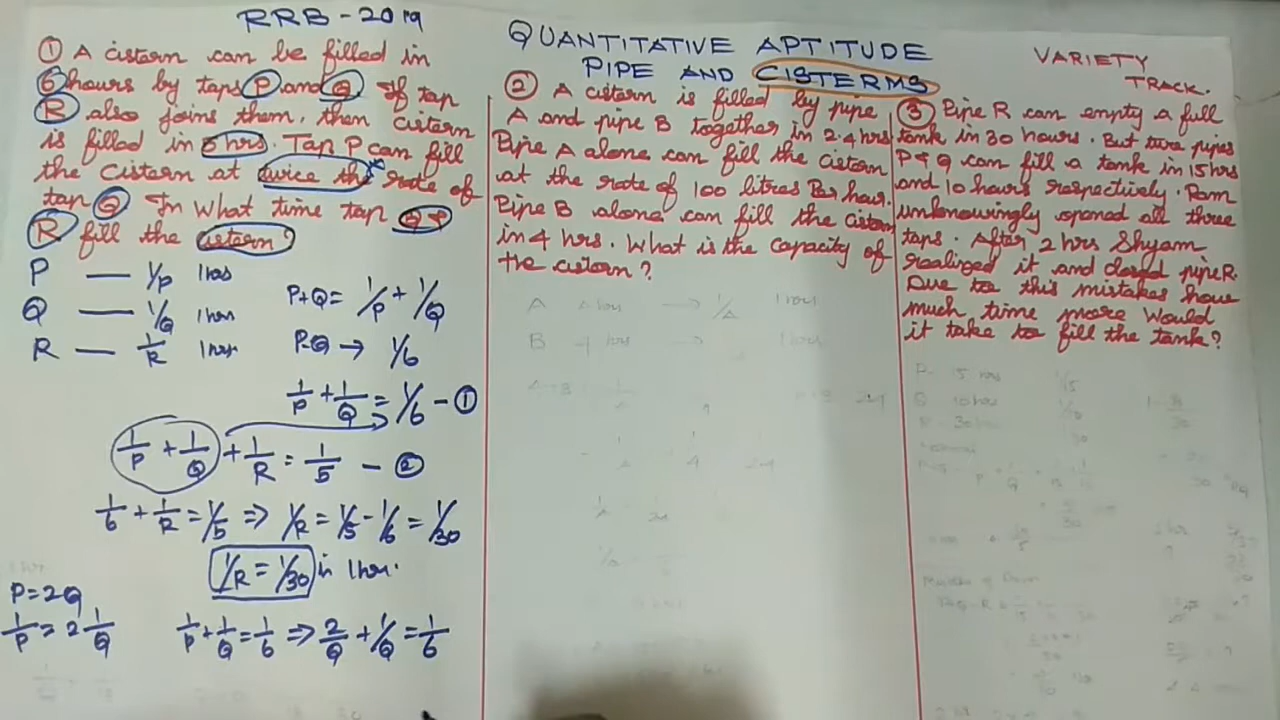 RRB - 2019
QUANTITATIVE APTITUDE
PIPE AND CISTERMS
VARIETY
TRACK.
① A cistern can be filled in
6 hours by taps P and Q If tap
R also joins them, then cistern
is filled in 5 hrs. Tap P can fill
the Cistern at twice the rate of
tap Q In What time tap Q &
R fill the cistern?
P — 1/P 1 hrs
Q — 1/Q 1 hrs
R — 1/R 1 hrs
P+Q = 1/P + 1/Q
P&Q → 1/6
1/P + 1/Q = 1/6 - ①
1/P + 1/Q + 1/R = 1/5 - ②
1/6 + 1/R = 1/5 ⇒ 1/R = 1/5 - 1/6 = 1/30
1/R = 1/30 in 1 hr.
P = 2Q
1/P = 2 1/Q
1/P + 1/Q = 1/6 ⇒ 2/Q + 1/Q = 1/6
② A cistern is filled by pipe
A and pipe B together in 2.4 hrs
Pipe A alone can fill the Cistern
at the rate of 100 litres Per hour.
Pipe B alone can fill the cistern
in 4 hrs. What is the capacity of
the cistern?
③ Pipe R can empty a full
tank in 30 hours. But two pipes
P & Q can fill a tank in 15 hrs
and 10 hours respectively. Ram
unknowingly opened all three
taps. After 2 hrs Shyam
realized it and closed pipe R.
Due to this mistakes how
much time more Would
it take to fill the tank?